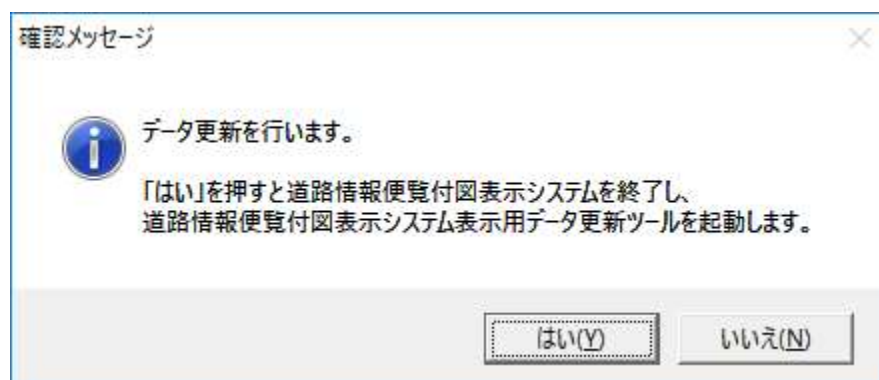 確認メッセージ
データ更新を行います。
「はい」を押すと道路情報便覧付図表示システムを終了し、
道路情報便覧付図表示システム表示用データ更新ツールを起動します。
はい(Y)
いいえ(N)